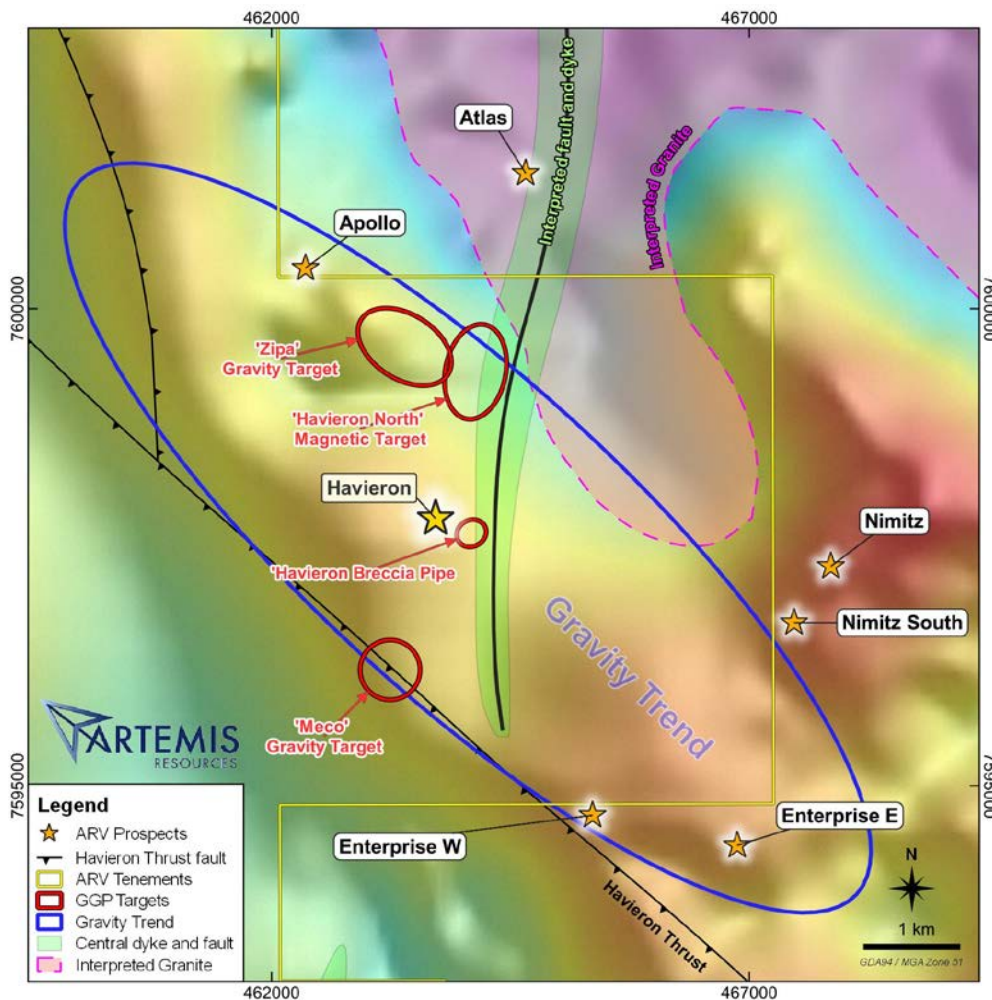 462000
467000
Atlas
Interpreted fault and dyke
Interpreted Granite
Apollo
7600000
7600000
'Zipa'
Gravity Target
'Havieron North'
Magnetic Target
Havieron
Nimitz
'Havieron Breccia Pipe
Nimitz South
Gravity Trend
'Meco'
Gravity Target
ARTEMIS
RESOURCES
7595000
7595000
Legend
ARV Prospects
Havieron Thrust fault
ARV Tenements
GGP Targets
Gravity Trend
Central dyke and fault
Interpreted Granite
Enterprise W
Enterprise E
Havieron Thrust
N
1 km
GDA94 / MGA Zone 51
462000
467000